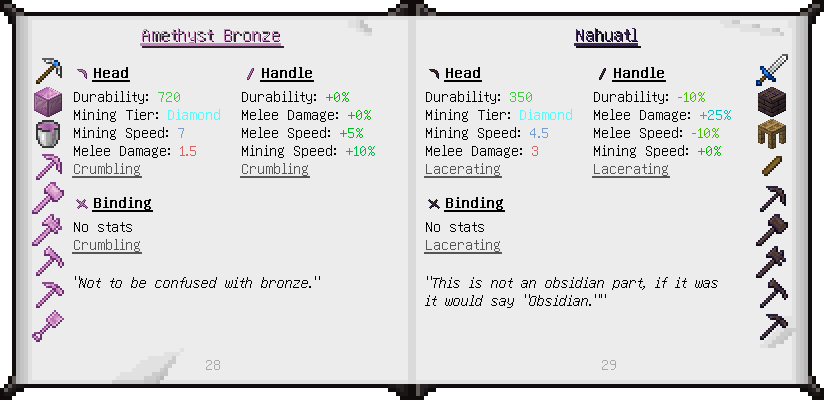 Amethyst Bronze
Head
Durability: 720
Mining Tier: Diamond
Mining Speed: 7
Melee Damage: 1.5
Crumbling
Handle
Durability: +0%
Melee Damage: +0%
Melee Speed: +5%
Mining Speed: +10%
Crumbling
Binding
No stats
Crumbling
"Not to be confused with bronze."
28
Nahuatl
Head
Durability: 350
Mining Tier: Diamond
Mining Speed: 4.5
Melee Damage: 3
Lacerating
Handle
Durability: -10%
Melee Damage: +25%
Melee Speed: -10%
Mining Speed: +0%
Lacerating
Binding
No stats
Lacerating
"This is not an obsidian part, if it was
it would say "Obsidian.""
29